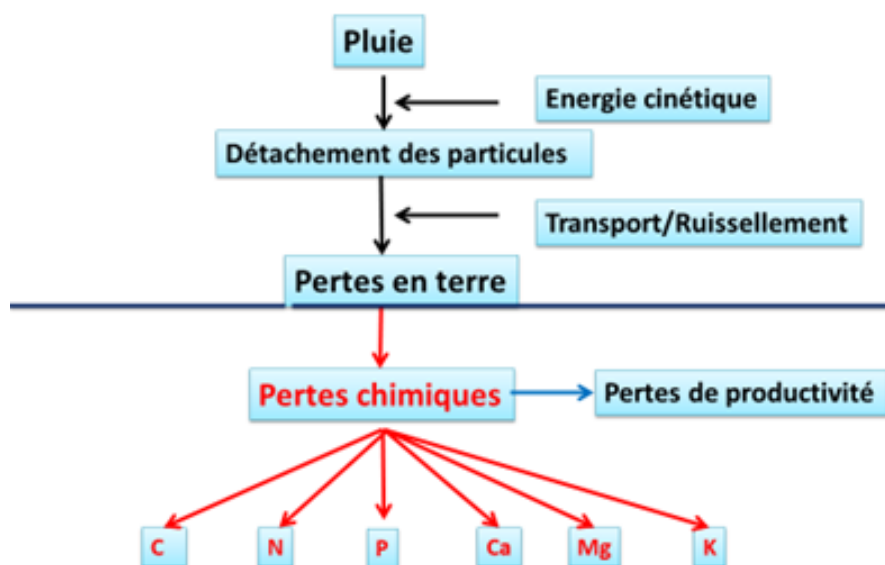 Pluie
Energie cinétique
Détachement des particules
Transport/Ruissellement
Pertes en terre
Pertes chimiques
Pertes de productivité
C
N
P
Ca
Mg
K